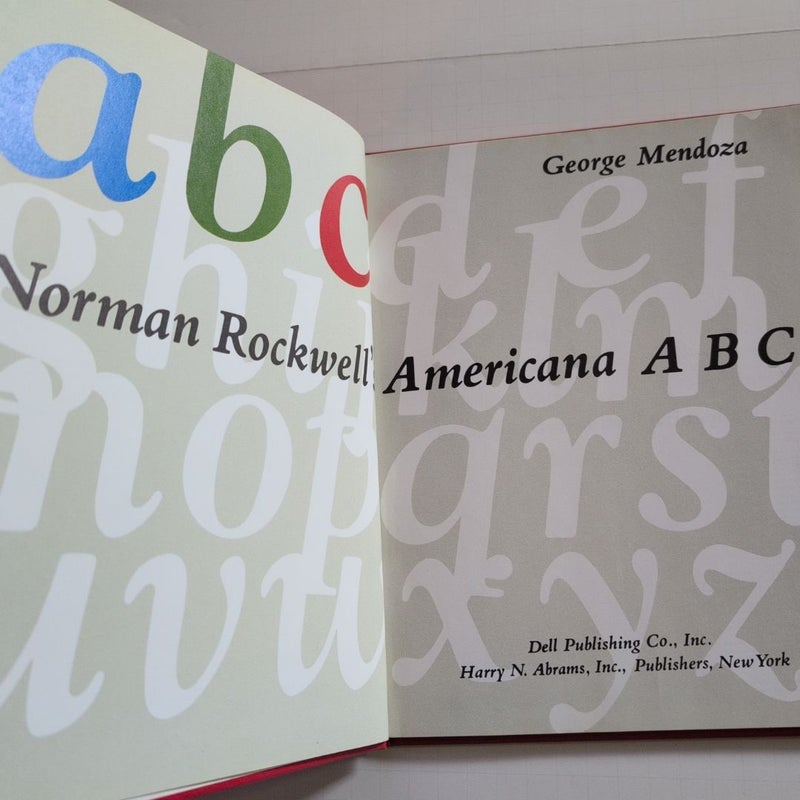 a b c d e f
George Mendoza
g h i j k l m
Norman Rockwell's Americana A B C
n o p q r s t
u v w x y z
Dell Publishing Co., Inc.
Harry N. Abrams, Inc., Publishers, New York